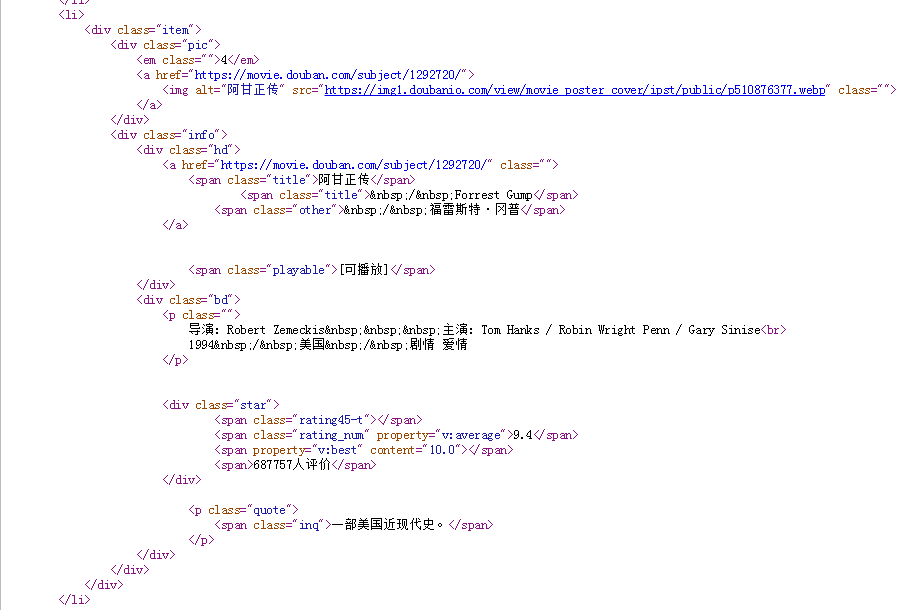 </li>
<li>
<div class="item">
<div class="pic">
<em class="">4</em>
<a href="https://movie.douban.com/subject/1292720/">
<img alt="阿甘正传" src="https://img1.doubanio.com/view/movie_poster_cover/ipst/public/p510876377.webp" class="">
</a>
</div>
<div class="info">
<div class="hd">
<a href="https://movie.douban.com/subject/1292720/" class="">
<span class="title">阿甘正传</span>
<span class="title">&nbsp;/&nbsp;Forrest Gump</span>
<span class="other">&nbsp;/&nbsp;福雷斯特·冈普</span>
</a>
<span class="playable">[可播放]</span>
</div>
<div class="bd">
<p class="">
导演: Robert Zemeckis&nbsp;&nbsp;&nbsp;主演: Tom Hanks / Robin Wright Penn / Gary Sinise<br>
1994&nbsp;/&nbsp;美国&nbsp;/&nbsp;剧情 爱情
</p>
<div class="star">
<span class="rating45-t"></span>
<span class="rating_num" property="v:average">9.4</span>
<span property="v:best" content="10.0"></span>
<span>687757人评价</span>
</div>
<p class="quote">
<span class="inq">一部美国近现代史。</span>
</p>
</div>
</div>
</div>
</li>